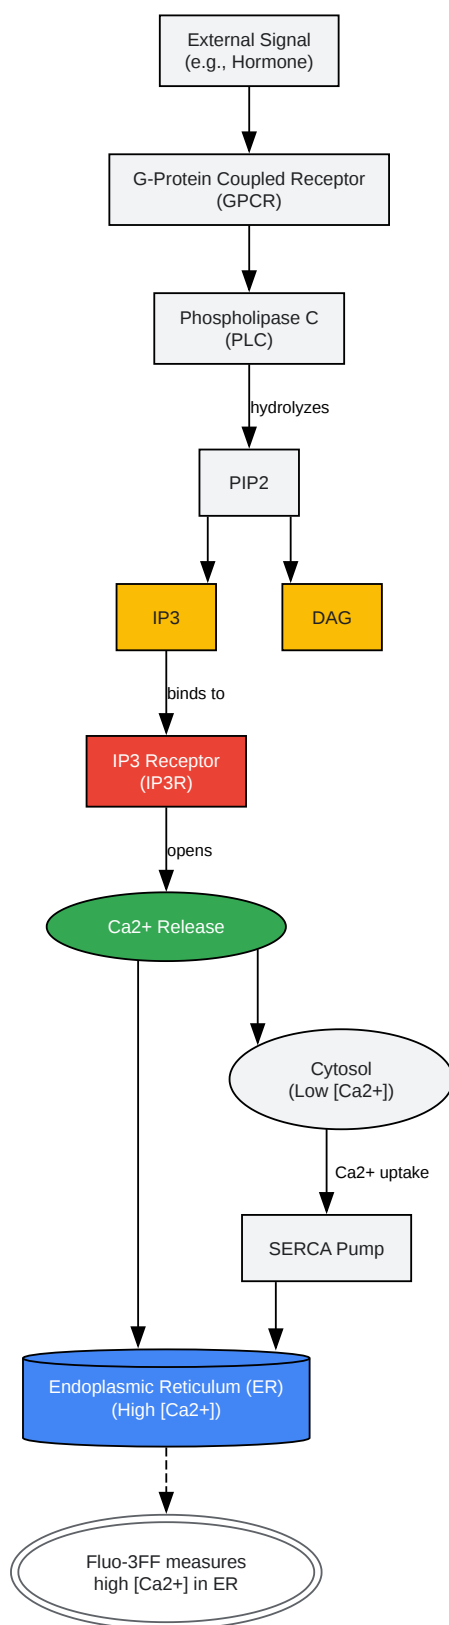 External Signal
(e.g., Hormone)
G-Protein Coupled Receptor
(GPCR)
Phospholipase C
(PLC)
hydrolyzes
PIP2
IP3
DAG
binds to
IP3 Receptor
(IP3R)
opens
Ca2+ Release
Cytosol
(Low [Ca2+])
Ca2+ uptake
SERCA Pump
Endoplasmic Reticulum (ER)
(High [Ca2+])
Fluo-3FF measures
high [Ca2+] in ER